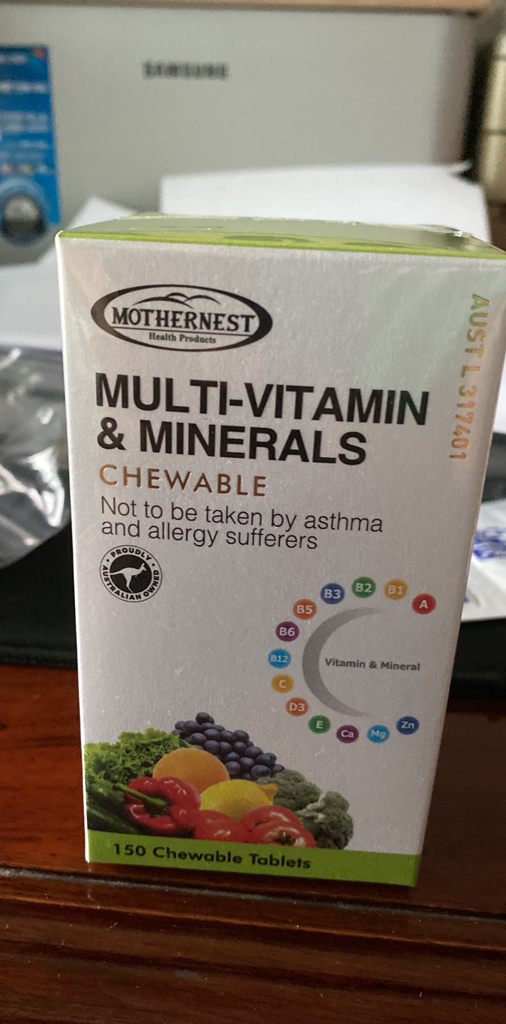 SAMSUNG
MOTHERNEST
Health Products
AUST L 317401
MULTI-VITAMIN
& MINERALS
CHEWABLE
Not to be taken by asthma
and allergy sufferers
PROUDLY
AUSTRALIAN OWNED
A
B1
B2
B3
B5
B6
B12
C
D3
E
Ca
Mg
Zn
Vitamin & Mineral
150 Chewable Tablets